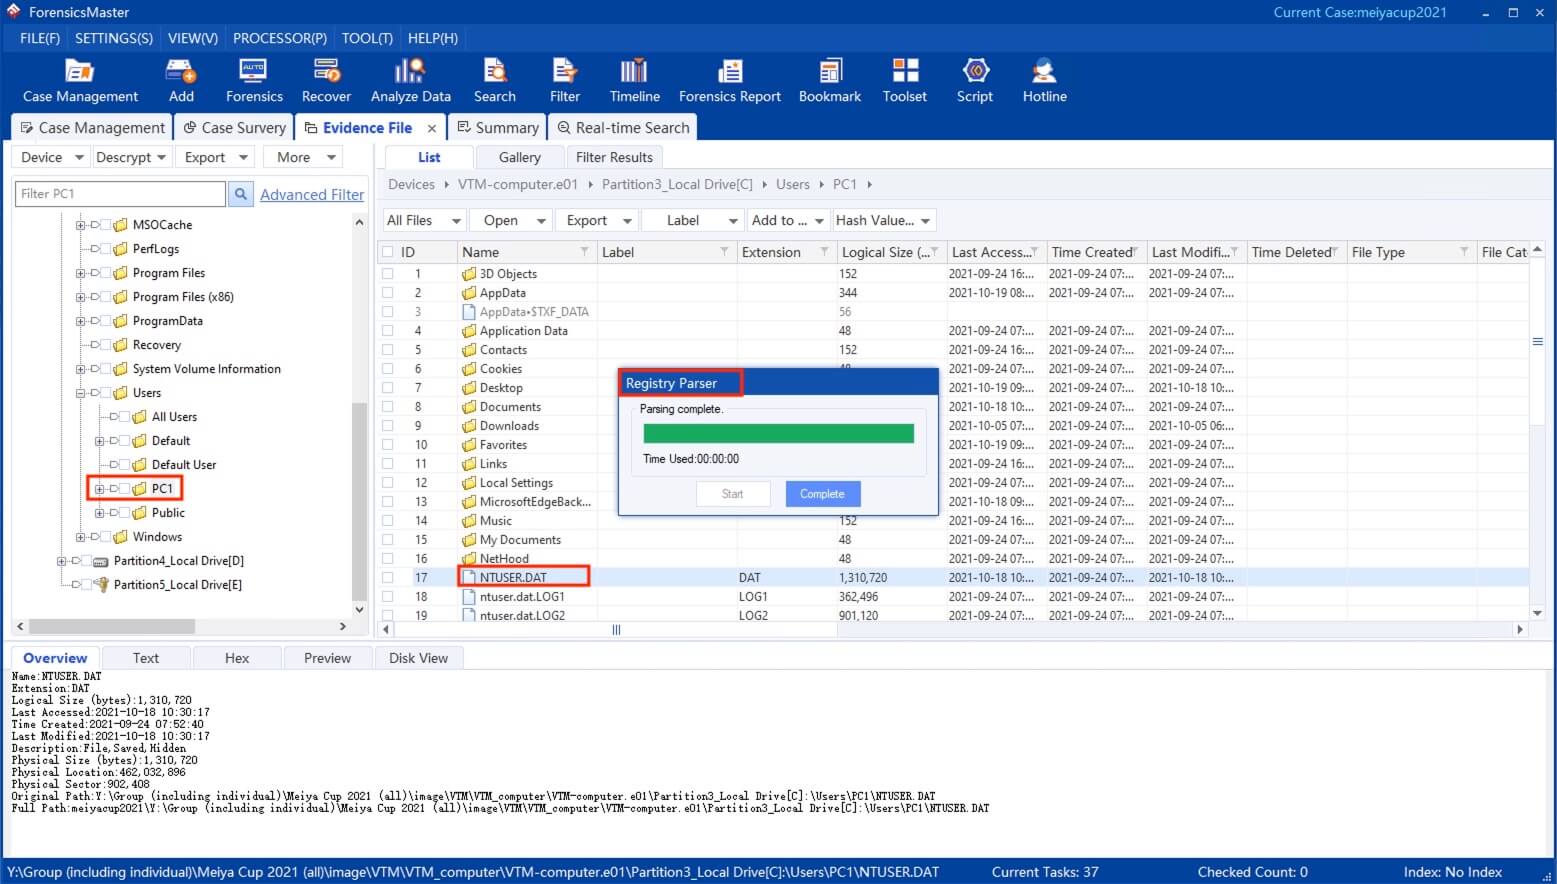 ForensicsMaster
Current Case:meiyacup2021
FILE(F) SETTINGS(S) VIEW(V) PROCESSOR(P) TOOL(T) HELP(H)
AUTO
Case Management Add Forensics Recover Analyze Data Search Filter Timeline Forensics Report Bookmark Toolset Script Hotline
Case Management Case Survery Evidence File × Summary Real-time Search
Device Descrypt Export More
List Gallery Filter Results
Filter PC1 Advanced Filter
Devices VTM-computer.e01 Partition3_Local Drive[C] Users PC1
All Files Open Export Label Add to ... Hash Value...
MSOCache
PerfLogs
Program Files
Program Files (x86)
ProgramData
Recovery
System Volume Information
Users
All Users
Default
Default User
PC1
Public
Windows
Partition4_Local Drive[D]
Partition5_Local Drive[E]
ID Name Label Extension Logical Size (... Last Access... Time Created Last Modifi... Time Deleted File Type File Cat
1 3D Objects 152 2021-09-24 16:... 2021-09-24 07:... 2021-09-24 07:...
2 AppData 344 2021-10-19 08:... 2021-09-24 07:... 2021-09-24 07:...
3 AppData•$TXF_DATA 56
4 Application Data 48 2021-09-24 07:... 2021-09-24 07:... 2021-09-24 07:...
5 Contacts 152 2021-09-24 16:... 2021-09-24 07:... 2021-09-24 07:...
6 Cookies 48 2021-09-24 07:... 2021-09-24 07:... 2021-09-24 07:...
7 Desktop 2021-10-19 09:... 2021-09-24 07:... 2021-10-18 10:...
8 Documents 2021-10-18 10:... 2021-09-24 07:... 2021-10-18 10:...
9 Downloads 2021-10-05 07:... 2021-09-24 07:... 2021-10-05 06:...
10 Favorites 2021-10-19 09:... 2021-09-24 07:... 2021-09-24 07:...
11 Links 2021-09-24 16:... 2021-09-24 07:... 2021-09-24 07:...
12 Local Settings 2021-09-24 07:... 2021-09-24 07:... 2021-09-24 07:...
13 MicrosoftEdgeBack... 2021-10-18 09:... 2021-09-24 07:... 2021-09-24 07:...
14 Music 152 2021-09-24 16:... 2021-09-24 07:... 2021-09-24 07:...
15 My Documents 48 2021-09-24 07:... 2021-09-24 07:... 2021-09-24 07:...
16 NetHood 48 2021-09-24 07:... 2021-09-24 07:... 2021-09-24 07:...
17 NTUSER.DAT DAT 1,310,720 2021-10-18 10:... 2021-09-24 07:... 2021-10-18 10:...
18 ntuser.dat.LOG1 LOG1 362,496 2021-09-24 07:... 2021-09-24 07:... 2021-09-24 07:...
19 ntuser.dat.LOG2 LOG2 901,120 2021-09-24 07:... 2021-09-24 07:... 2021-09-24 07:...
Registry Parser
Parsing complete.
Time Used:00:00:00
Start Complete
Overview Text Hex Preview Disk View
Name:NTUSER.DAT
Extension:DAT
Logical Size (bytes):1,310,720
Last Accessed:2021-10-18 10:30:17
Time Created:2021-09-24 07:52:40
Last Modified:2021-10-18 10:30:17
Description:File,Saved,Hidden
Physical Size (bytes):1,310,720
Physical Location:462,032,896
Physical Sector:902,408
Original Path:Y:\Group (including individual)\Meiya Cup 2021 (all)\image\VTM\VTM_computer\VTM-computer.e01\Partition3_Local Drive[C]:\Users\PC1\NTUSER.DAT
Full Path:meiyacup2021\Y:\Group (including individual)\Meiya Cup 2021 (all)\image\VTM\VTM_computer\VTM-computer.e01\Partition3_Local Drive[C]:\Users\PC1\NTUSER.DAT
Y:\Group (including individual)\Meiya Cup 2021 (all)\image\VTM\VTM_computer\VTM-computer.e01\Partition3_Local Drive[C]:\Users\PC1\NTUSER.DAT Current Tasks: 37 Checked Count: 0 Index: No Index